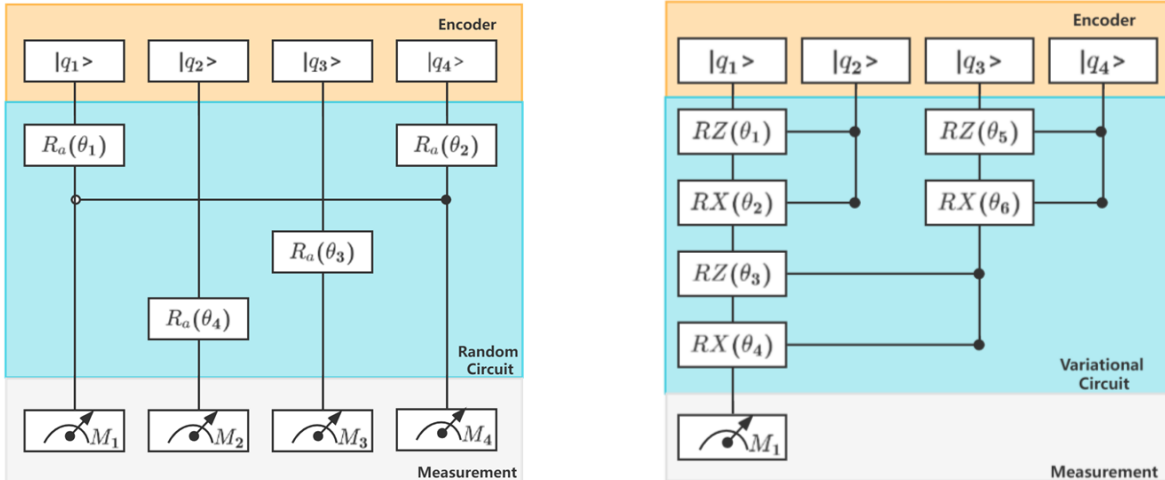 Encoder
|q₁> |q₂> |q₃> |q₄>
Rₐ(θ₁) Rₐ(θ₂)
Rₐ(θ₃)
Rₐ(θ₄)
Random
Circuit
M₁ M₂ M₃ M₄
Measurement
Encoder
|q₁> |q₂> |q₃> |q₄>
RZ(θ₁) RZ(θ₅)
RX(θ₂) RX(θ₆)
RZ(θ₃)
RX(θ₄)
Variational
Circuit
M₁
Measurement